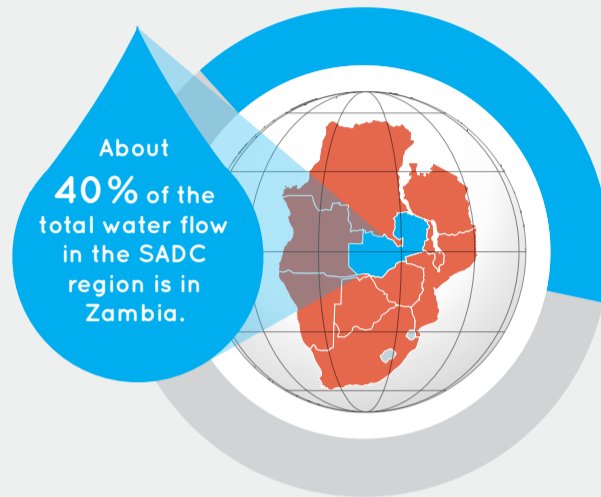 About
40% of the
total water flow
in the SADC
region is in
Zambia.